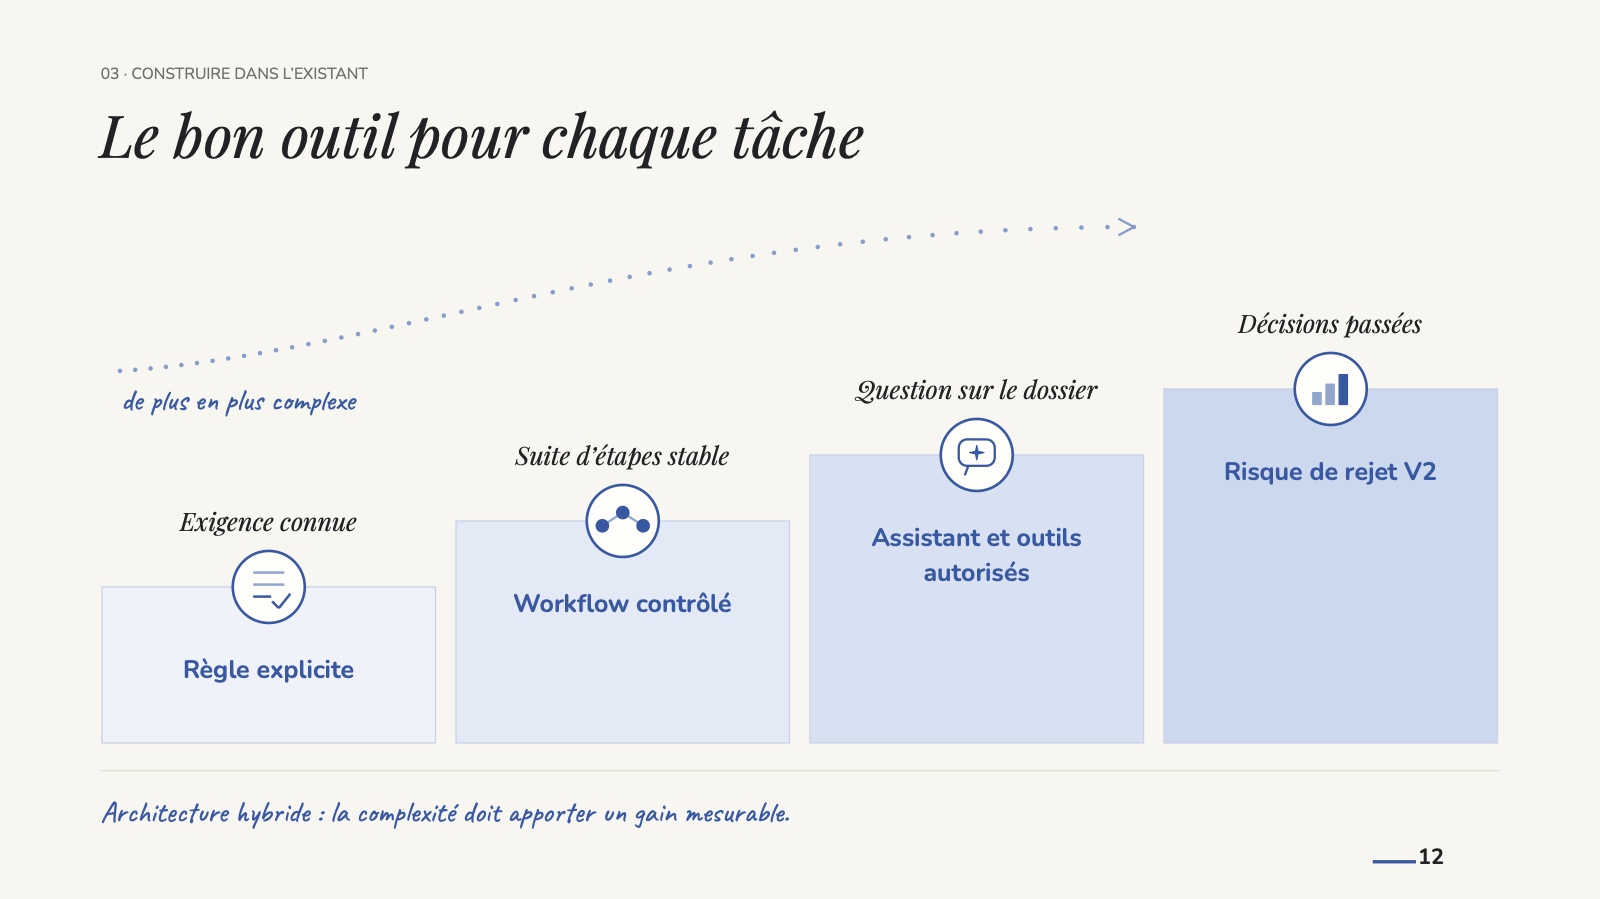 03 · CONSTRUIRE DANS L’EXISTANT
Le bon outil pour chaque tâche
de plus en plus complexe
Exigence connue
Règle explicite
Suite d’étapes stable
Workflow contrôlé
Question sur le dossier
Assistant et outils
autorisés
Décisions passées
Risque de rejet V2
Architecture hybride : la complexité doit apporter un gain mesurable.
12